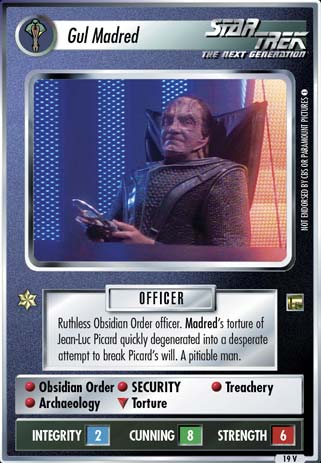 Gul Madred
STAR TREK
THE NEXT GENERATION
NOT ENDORSED BY CBS OR PARAMOUNT PICTURES
OFFICER
Ruthless Obsidian Order officer. Madred's torture of
Jean-Luc Picard quickly degenerated into a desperate
attempt to break Picard's will. A pitiable man.
Obsidian Order SECURITY Treachery
Archaeology Torture
INTEGRITY 2 CUNNING 8 STRENGTH 6
19 V